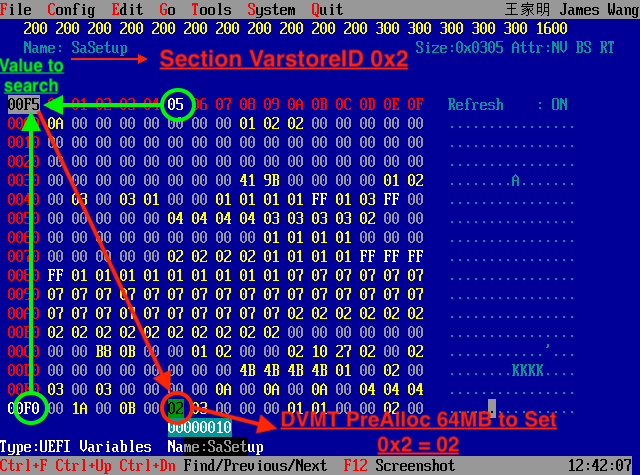 File Config Edit Go Tools System Quit 王家明 James Wang
200 200 200 200 200 200 200 200 200 200 300 300 300 300 1600
Name: SaSetup Section VarstoreID 0x2 Size:0x0305 Attr:NV BS RT
Value to
search
00F5 01 02 03 04 05 06 07 08 09 0A 0B 0C 0D 0E 0F Refresh : ON
0000 0A 00 00 00 00 00 00 00 01 02 02 00 00 00 00 00 ................
0010 00 00 00 00 00 00 00 00 00 00 00 00 00 00 00 00 ................
0020 00 00 00 00 00 00 00 00 00 00 00 00 00 00 00 00 ................
0030 00 00 00 00 00 00 00 00 41 9B 00 00 00 00 01 02 ........A.......
0040 00 03 00 03 01 00 00 01 01 01 01 FF 01 03 FF 00 ................
0050 00 00 00 00 00 04 04 04 04 03 03 03 03 02 00 00 ................
0060 00 00 00 00 00 00 00 00 00 01 01 01 01 00 00 00 ................
0070 00 00 00 00 00 02 02 02 02 01 01 01 01 FF FF FF ................
0080 FF 01 01 01 01 01 01 01 01 07 07 07 07 07 07 07 ................
0090 07 07 07 07 07 07 07 07 07 07 07 07 07 07 07 07 ................
00A0 07 07 07 07 07 07 07 07 07 07 02 02 02 02 02 02 ................
00B0 02 02 02 02 02 02 02 02 02 02 00 00 00 00 00 00 ................
00C0 00 00 B8 0B 00 00 01 02 00 00 02 10 27 02 00 02 ............'...
00D0 00 00 00 00 00 00 00 00 4B 4B 4B 4B 01 00 02 00 ........KKKK....
00E0 03 00 03 00 00 00 00 0A 00 0A 00 0A 00 04 04 04 ................
00F0 00 1A 00 0B 00 02 03 00 00 00 01 01 00 00 02 00 ................
DVMT PreAlloc 64MB to Set
00000010
0x2 = 02
Type:UEFI Variables Name:SaSetup
Ctrl+F Ctrl+Up Ctrl+Dn Find/Previous/Next F12 Screenshot 12:42:07